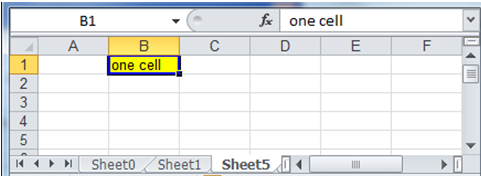 B1 fx one cell
A B C D E F
1 one cell
2
3
4
5
Sheet0 Sheet1 Sheet5